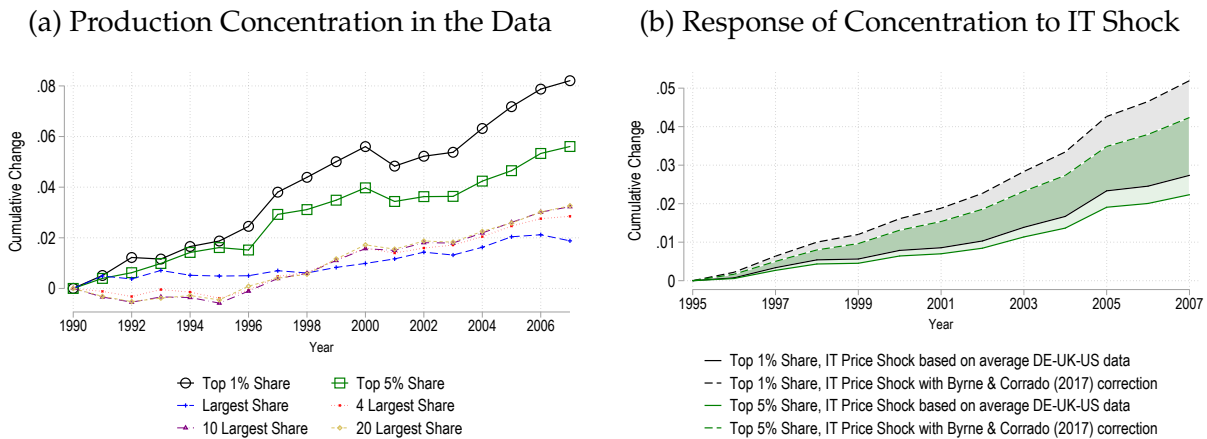 (a) Production Concentration in the Data
.08
.06
.04
.02
0
Cumulative Change
1990 1992 1994 1996 1998 2000 2002 2004 2006
Year
Top 1% Share Top 5% Share
Largest Share 4 Largest Share
10 Largest Share 20 Largest Share
(b) Response of Concentration to IT Shock
.05
.04
.03
.02
.01
0
Cumulative Change
1995 1997 1999 2001 2003 2005 2007
Year
Top 1% Share, IT Price Shock based on average DE-UK-US data
Top 1% Share, IT Price Shock with Byrne & Corrado (2017) correction
Top 5% Share, IT Price Shock based on average DE-UK-US data
Top 5% Share, IT Price Shock with Byrne & Corrado (2017) correction